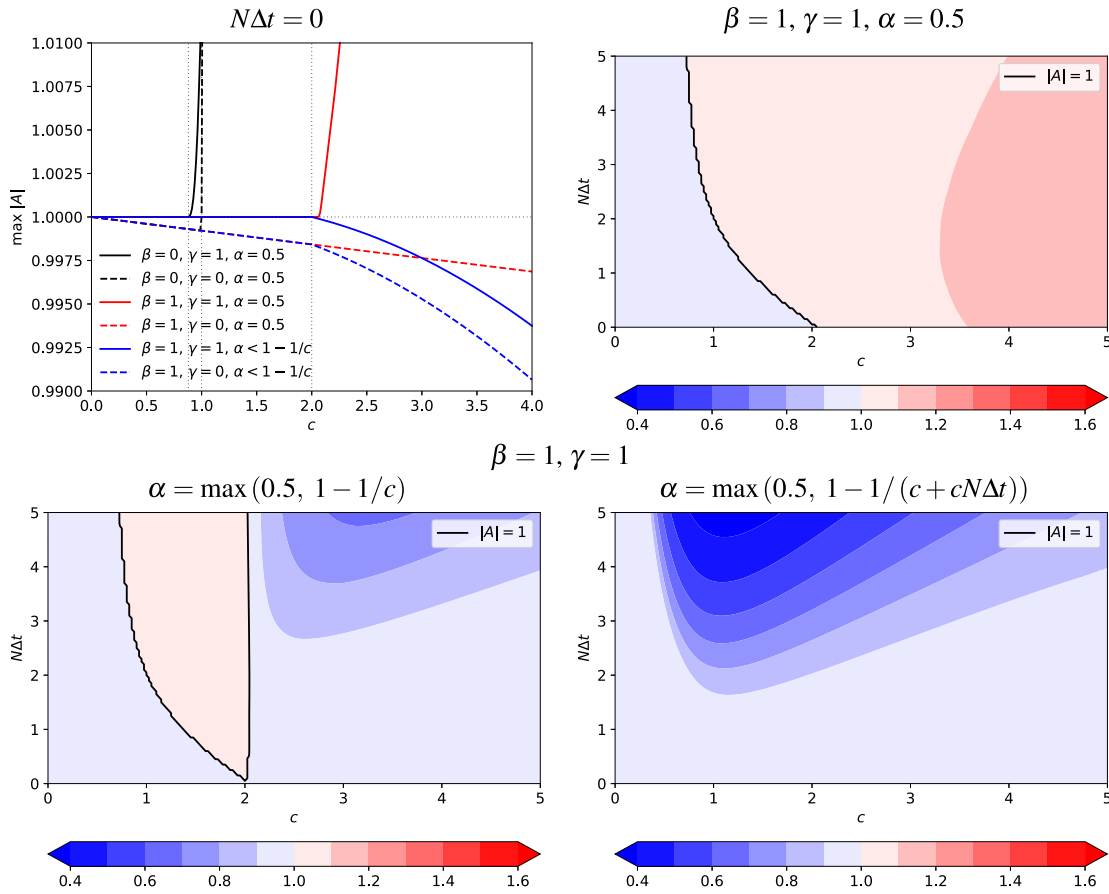 NΔt = 0
1.0100
1.0075
1.0050
1.0025
1.0000
0.9975
0.9950
0.9925
0.9900
max |A|
β = 0, γ = 1, α = 0.5
β = 0, γ = 0, α = 0.5
β = 1, γ = 1, α = 0.5
β = 1, γ = 0, α = 0.5
β = 1, γ = 1, α < 1 − 1/c
β = 1, γ = 0, α < 1 − 1/c
0.0 0.5 1.0 1.5 2.0 2.5 3.0 3.5 4.0
c
β = 1, γ = 1, α = 0.5
|A| = 1
5
4
3
2
1
0
NΔt
0 1 2 3 4 5
c
0.4 0.6 0.8 1.0 1.2 1.4 1.6
β = 1, γ = 1
α = max (0.5, 1 − 1/c)
|A| = 1
5
4
3
2
1
0
NΔt
0 1 2 3 4 5
c
0.4 0.6 0.8 1.0 1.2 1.4 1.6
α = max (0.5, 1 − 1/(c + cNΔt))
|A| = 1
5
4
3
2
1
0
NΔt
0 1 2 3 4 5
c
0.4 0.6 0.8 1.0 1.2 1.4 1.6